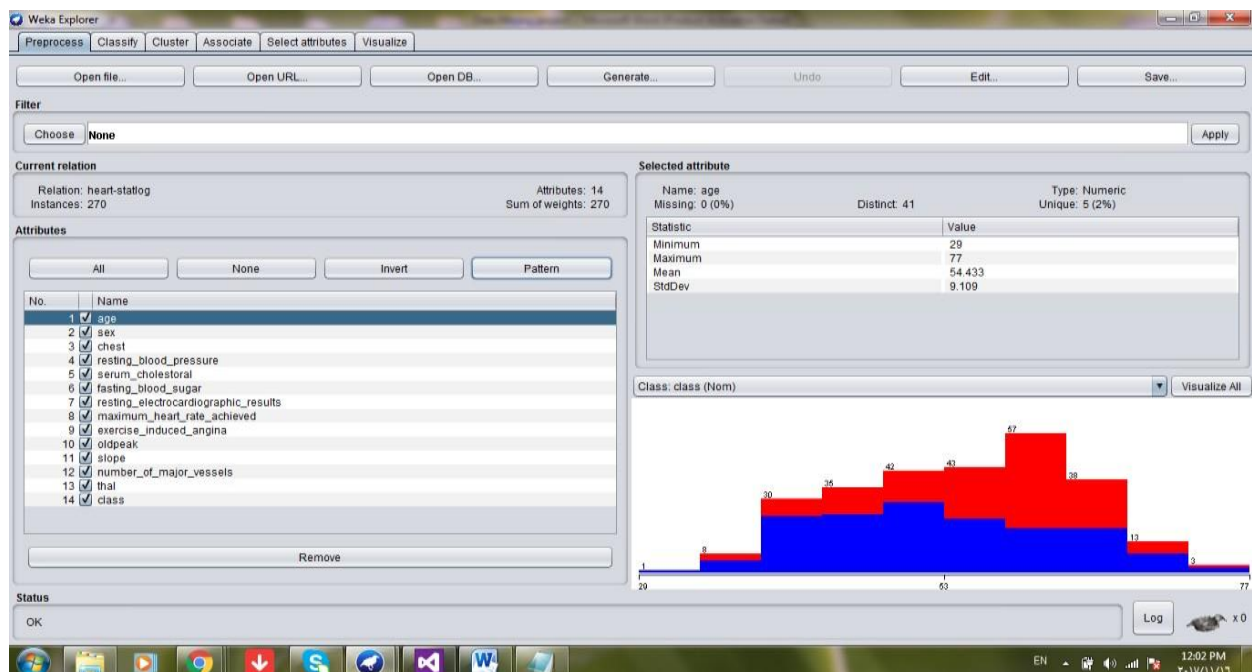 Weka Explorer
Preprocess Classify Cluster Associate Select attributes Visualize
Open file... Open URL... Open DB... Generate... Undo Edit... Save...
Filter
Choose None Apply
Current relation
Relation: heart-statlog Attributes: 14
Instances: 270 Sum of weights: 270
Attributes
All None Invert Pattern
No. Name
1 age
2 sex
3 chest
4 resting_blood_pressure
5 serum_cholestoral
6 fasting_blood_sugar
7 resting_electrocardiographic_results
8 maximum_heart_rate_achieved
9 exercise_induced_angina
10 oldpeak
11 slope
12 number_of_major_vessels
13 thal
14 class
Remove
Selected attribute
Name: age Type: Numeric
Missing: 0 (0%) Distinct: 41 Unique: 5 (2%)
Statistic Value
Minimum 29
Maximum 77
Mean 54.433
StdDev 9.109
Class: class (Nom) Visualize All
1 8 30 35 42 43 57 38 13 3
29 53 77
Status
OK
Log x 0
EN 12:02 PM